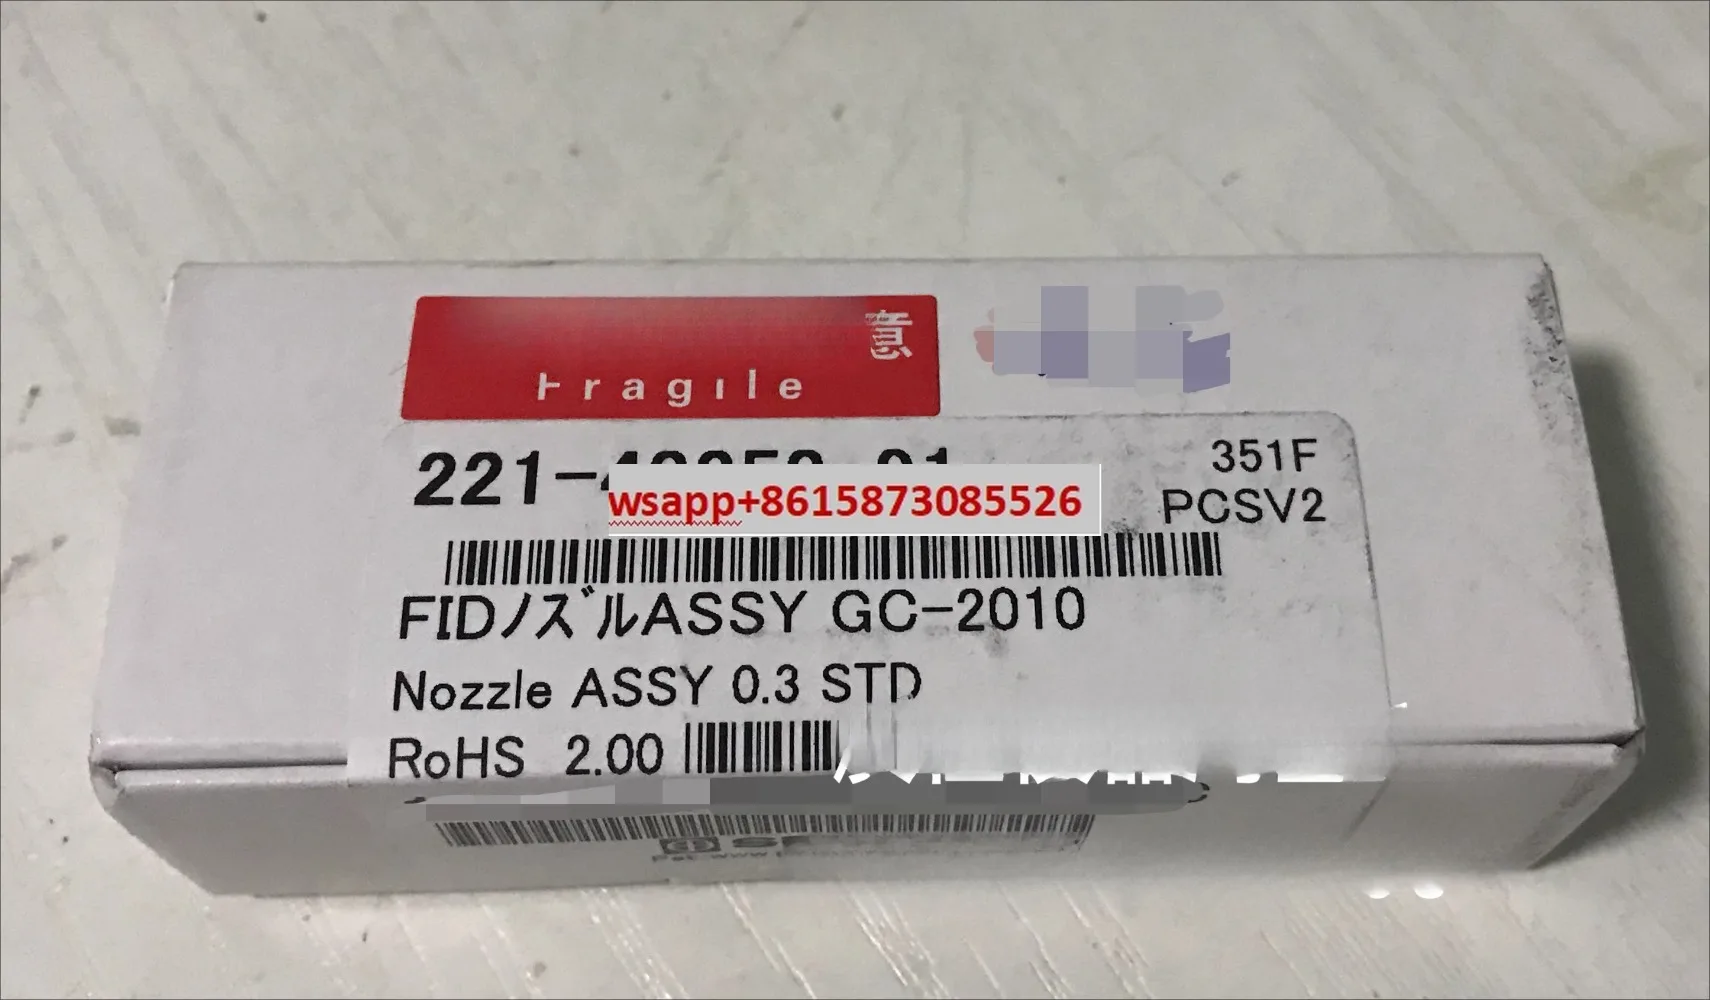 意
Fragile
221-
351F
wsapp+8615873085526
PCSV2
FIDノズルASSY GC-2010
Nozzle ASSY 0.3 STD
RoHS 2.00